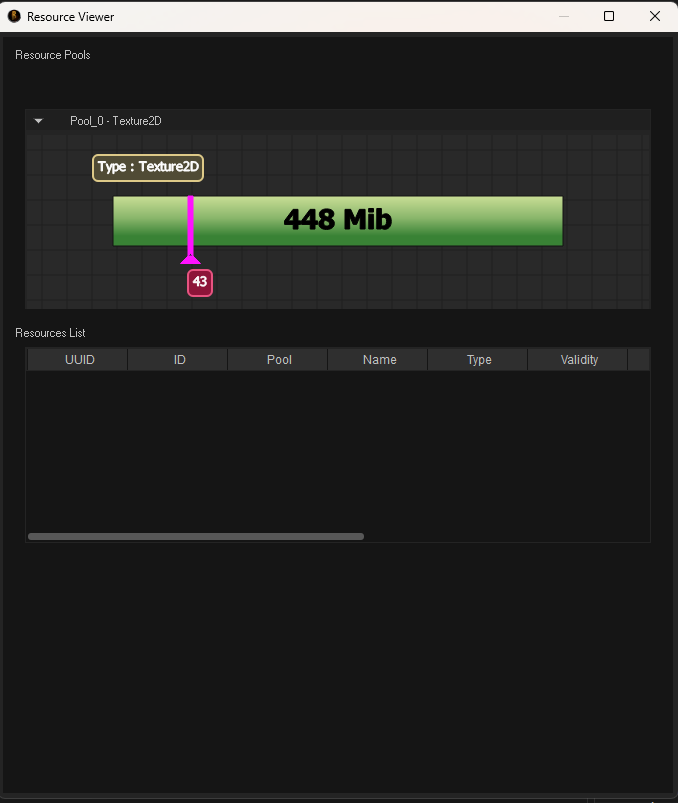 Resource Viewer
Resource Pools
Pool_0 - Texture2D
Type : Texture2D
448 Mib
43
Resources List
UUID ID Pool Name Type Validity